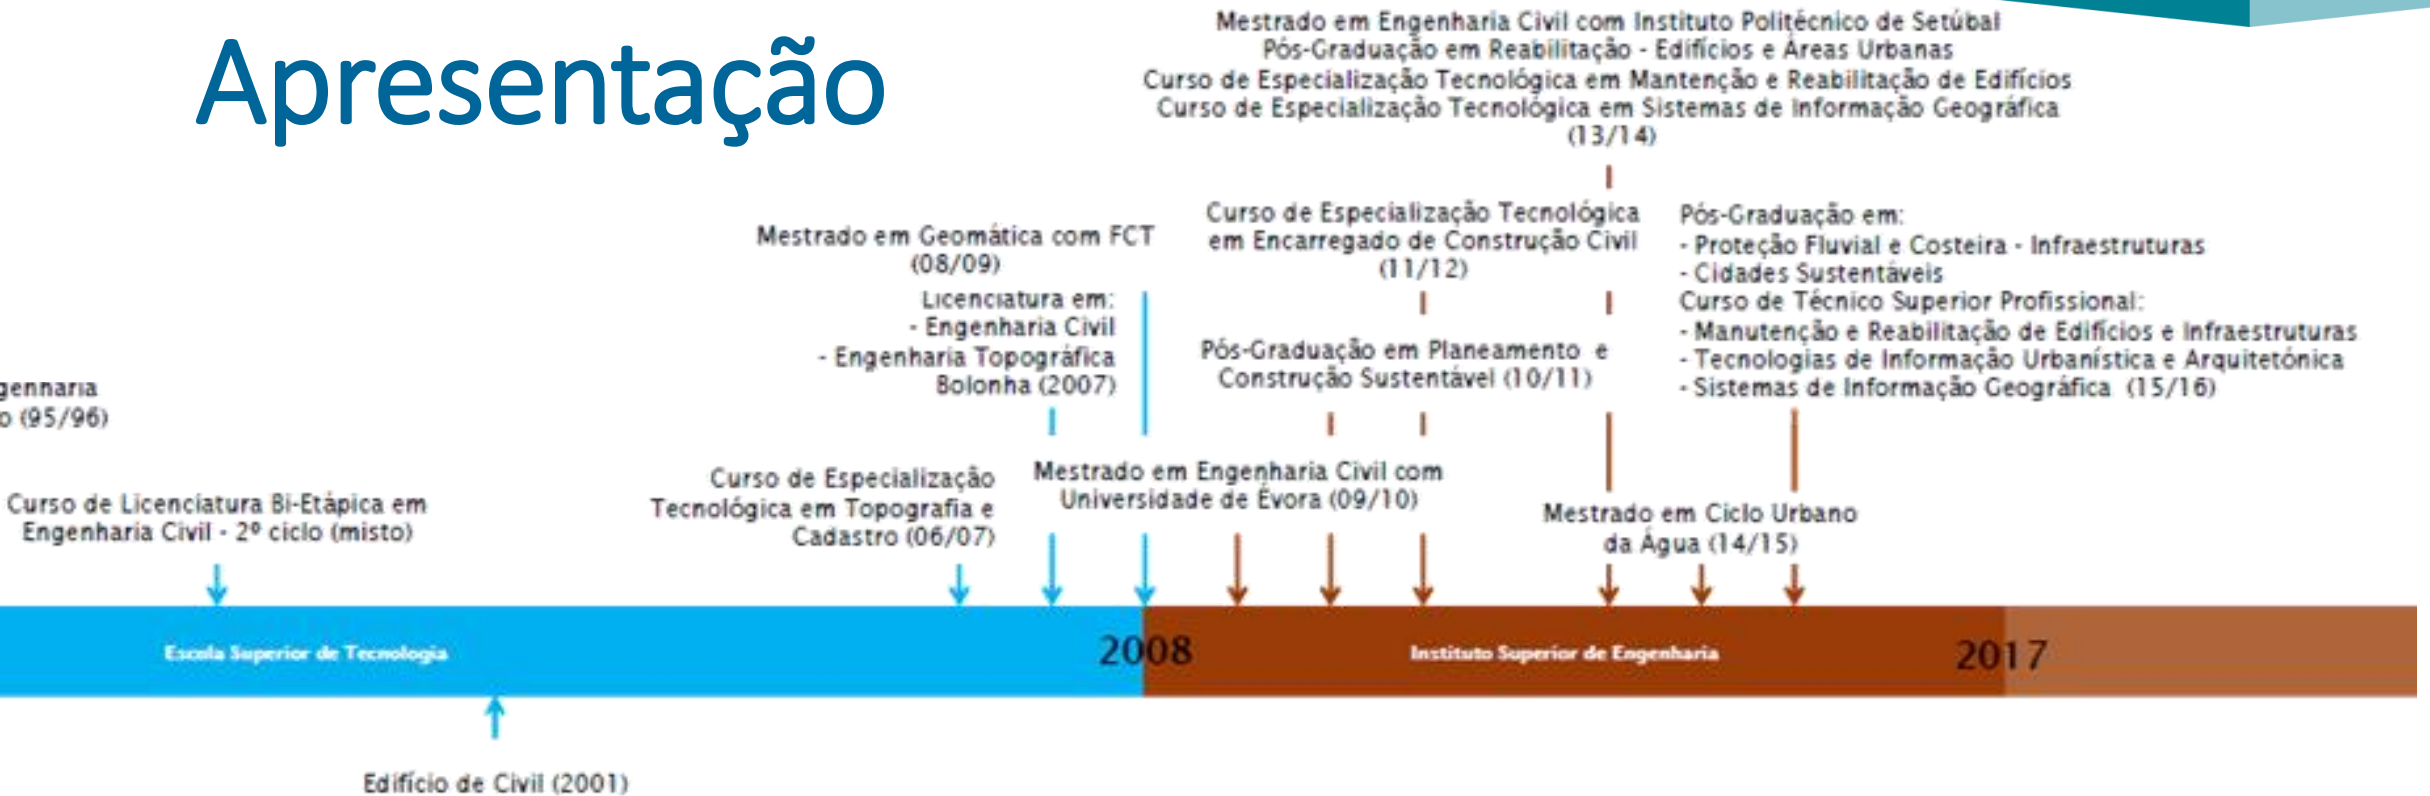 Apresentação
Mestrado em Engenharia Civil com Instituto Politécnico de Setúbal
Pós-Graduação em Reabilitação - Edifícios e Áreas Urbanas
Curso de Especialização Tecnológica em Mantenção e Reabilitação de Edifícios
Curso de Especialização Tecnológica em Sistemas de Informação Geográfica
(13/14)
Mestrado em Geomática com FCT
(08/09)
Licenciatura em:
- Engenharia Civil
- Engenharia Topográfica
Bolonha (2007)
Curso de Especialização Tecnológica
em Encarregado de Construção Civil
(11/12)
Pós-Graduação em Planeamento e
Construção Sustentável (10/11)
Pós-Graduação em:
- Proteção Fluvial e Costeira - Infraestruturas
- Cidades Sustentáveis
Curso de Técnico Superior Profissional:
- Manutenção e Reabilitação de Edifícios e Infraestruturas
- Tecnologias de Informação Urbanística e Arquitetónica
- Sistemas de Informação Geográfica (15/16)
(95/96)
Curso de Licenciatura Bi-Etápica em
Engenharia Civil - 2º ciclo (misto)
Curso de Especialização
Tecnológica em Topografia e
Cadastro (06/07)
Mestrado em Engenharia Civil com
Universidade de Évora (09/10)
Mestrado em Ciclo Urbano
da Água (14/15)
Escola Superior de Tecnologia
2008
Instituto Superior de Engenharia
2017
Edifício de Civil (2001)